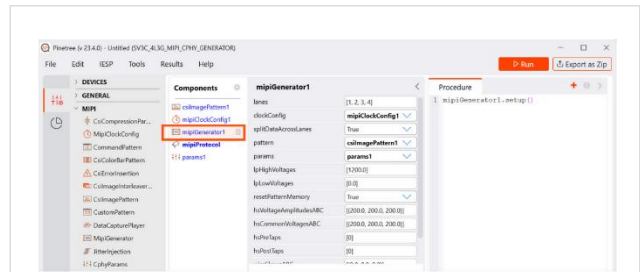 Pinetree (v 23.4.0) - Untitled (SV3C_4L3G_MIPI_CPHY_GENERATOR)
File Edit IESP Tools Results Help
Run
Export as Zip
DEVICES
GENERAL
MIPI
CsiCompressionPar...
MipiClockConfig
CommandPattern
CsiColorBarPattern
CsiErrorInsertion
CsiImageInterleaver...
CsiImagePattern
CustomPattern
DataCapturePlayer
MipiGenerator
JitterInjection
CphyParams
Components
csiImagePattern1
mipiClockConfig1
mipiGenerator1
mipiProtocol
params1
mipiGenerator1
lanes [1, 2, 3, 4]
clockConfig mipiClockConfig1
splitDataAcrossLanes True
pattern csiImagePattern1
params params1
lpHighVoltages [1200.0]
lpLowVoltages [0.0]
resetPatternMemory True
hsVoltageAmplitudesABC [(200.0, 200.0, 200.0)]
hsCommonVoltagesABC [(200.0, 200.0, 200.0)]
hsPreTaps [0]
hsPostTaps [0]
Procedure
1 mipiGenerator1.setup()